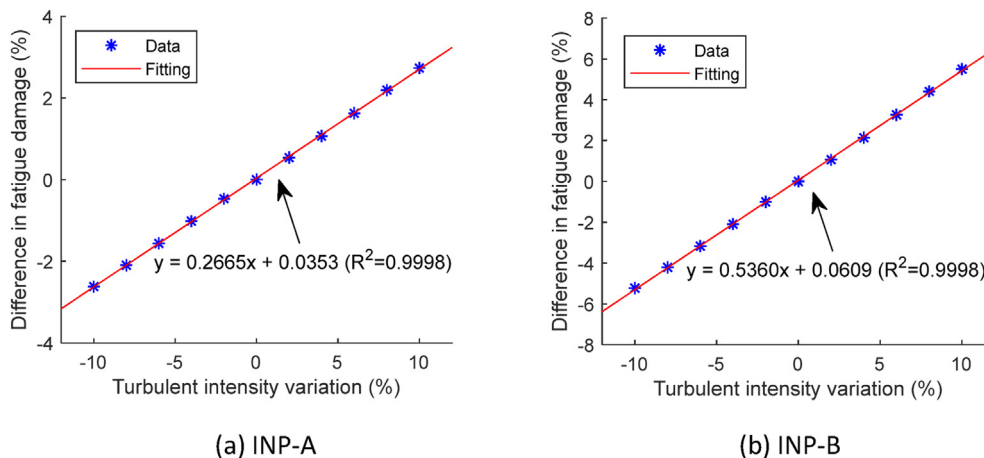 4
2
0
-2
-4
-10
-5
0
5
10
Difference in fatigue damage (%)
Turbulent intensity variation (%)
Data
Fitting
y = 0.2665x + 0.0353 (R²=0.9998)
(a) INP-A
8
6
4
2
0
-2
-4
-6
-8
-10
-5
0
5
10
Difference in fatigue damage (%)
Turbulent intensity variation (%)
Data
Fitting
y = 0.5360x + 0.0609 (R²=0.9998)
(b) INP-B